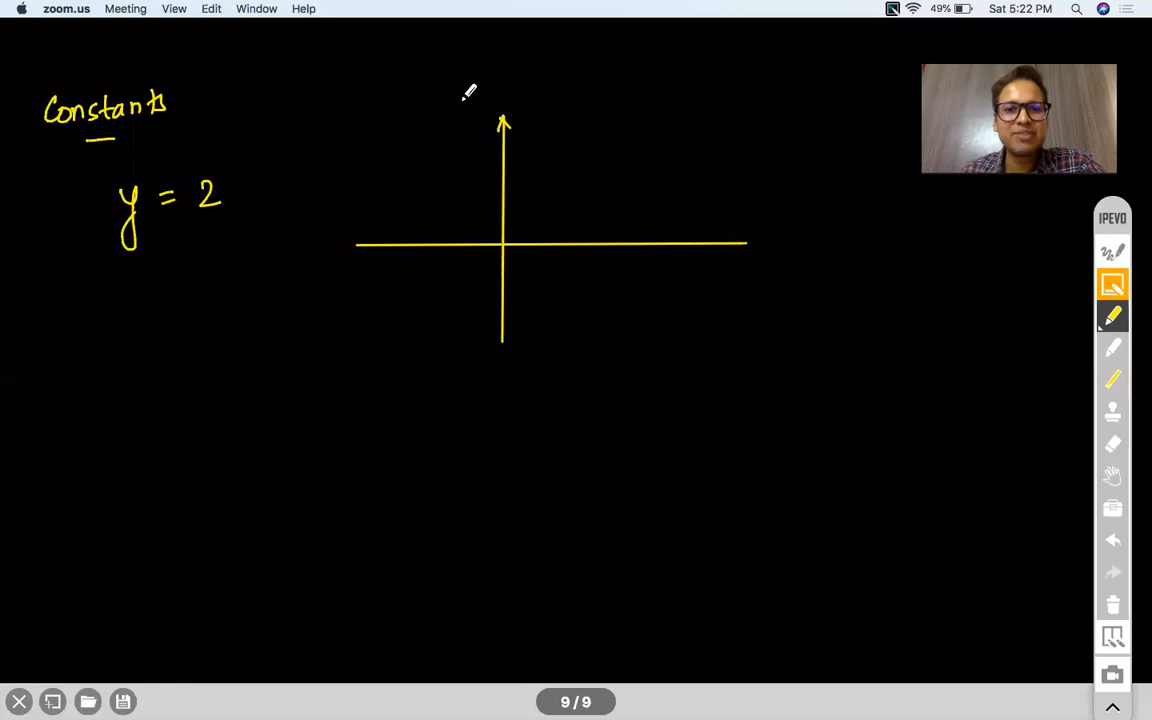 zoom.us Meeting View Edit Window Help 49% Sat 5:22 PM
Constants
y = 2
IPEVO
9 / 9